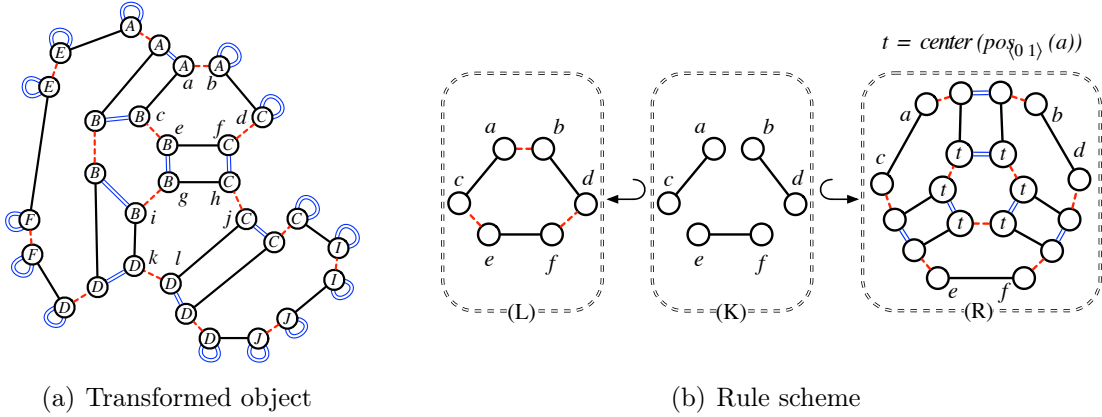 A
E A A t = center (pos⟨0 1⟩ (a))
E a b
B B c d C a b a b a b
e f
B C c d c d c t t d
B B C t t
g h t t
i B j C C e f e f
F I
F D k l C I e f
D D
D D J (L) (K) (R)
D J
(a) Transformed object (b) Rule scheme